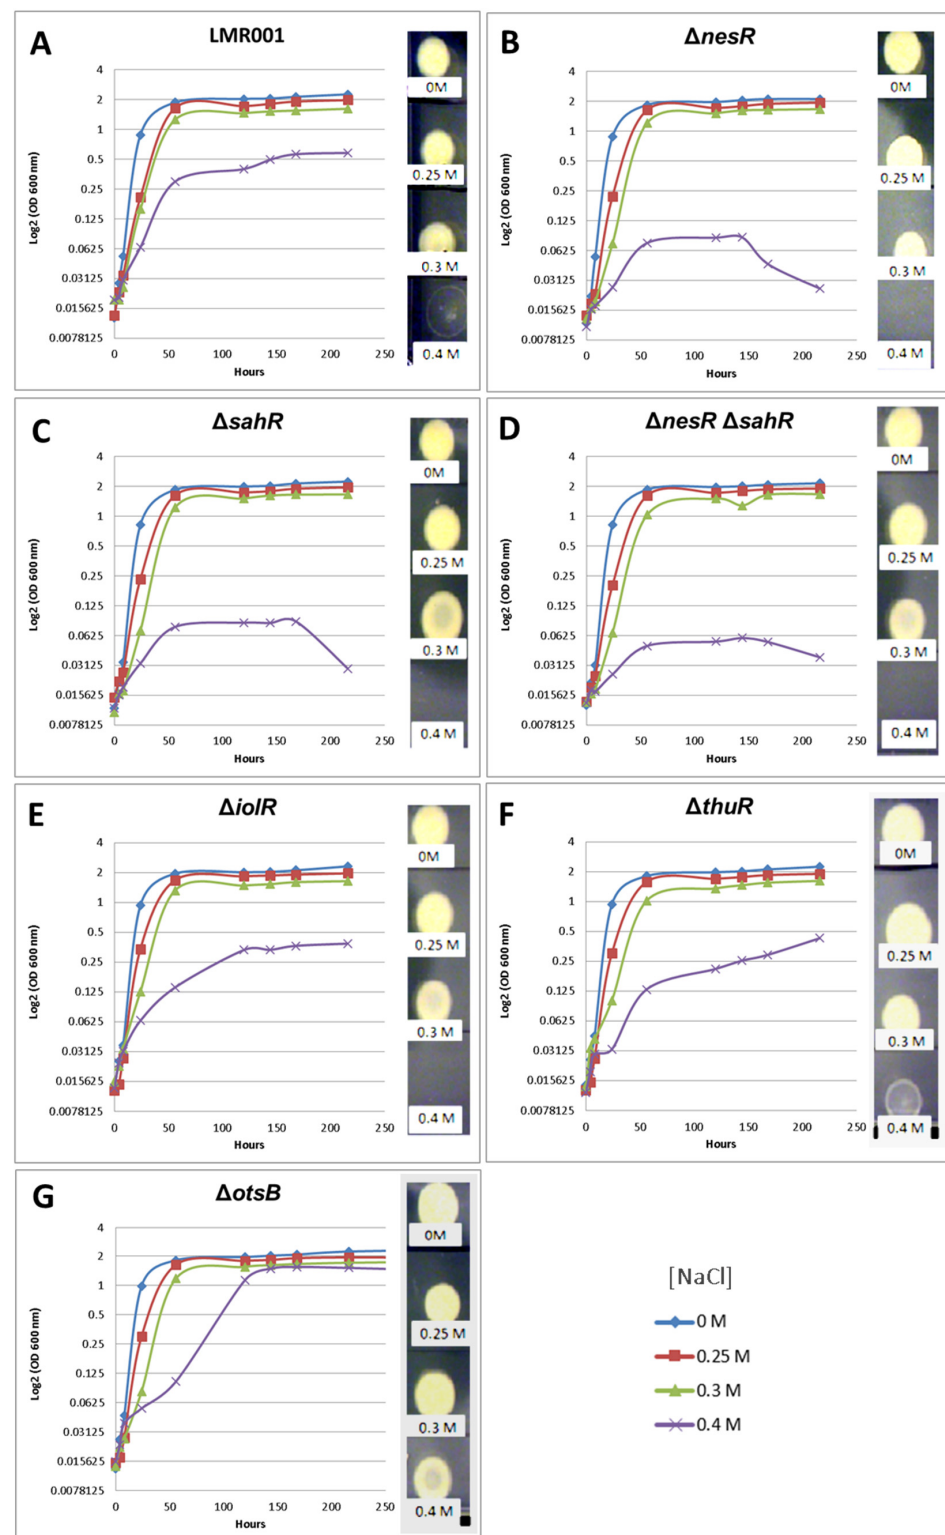 A
LMR001
4
2
1
0.5
0.25
0.125
0.0625
0.03125
0.015625
0.0078125
Log2 (OD 600 nm)
0 50 100 150 200 250
Hours
0M
0.25 M
0.3 M
0.4 M
B
ΔnesR
4
2
1
0.5
0.25
0.125
0.0625
0.03125
0.015625
0.0078125
Log2 (OD 600 nm)
0 50 100 150 200 250
Hours
0M
0.25 M
0.3 M
0.4 M
C
ΔsahR
4
2
1
0.5
0.25
0.125
0.0625
0.03125
0.015625
0.0078125
Log2 (OD 600 nm)
0 50 100 150 200 250
Hours
0M
0.25 M
0.3 M
0.4 M
D
ΔnesR ΔsahR
4
2
1
0.5
0.25
0.125
0.0625
0.03125
0.015625
0.0078125
Log2 (OD 600 nm)
0 50 100 150 200 250
Hours
0M
0.25 M
0.3 M
0.4 M
E
ΔiolR
4
2
1
0.5
0.25
0.125
0.0625
0.03125
0.015625
0.0078125
Log2 (OD 600 nm)
0 50 100 150 200 250
Hours
0M
0.25 M
0.3 M
0.4 M
F
ΔthuR
4
2
1
0.5
0.25
0.125
0.0625
0.03125
0.015625
0.0078125
Log2 (OD 600 nm)
0 50 100 150 200 250
Hours
0M
0.25 M
0.3 M
0.4 M
G
ΔotsB
4
2
1
0.5
0.25
0.125
0.0625
0.03125
0.015625
0.0078125
Log2 (OD 600 nm)
0 50 100 150 200 250
Hours
0M
0.25 M
0.3 M
0.4 M
[NaCl]
0 M
0.25 M
0.3 M
0.4 M